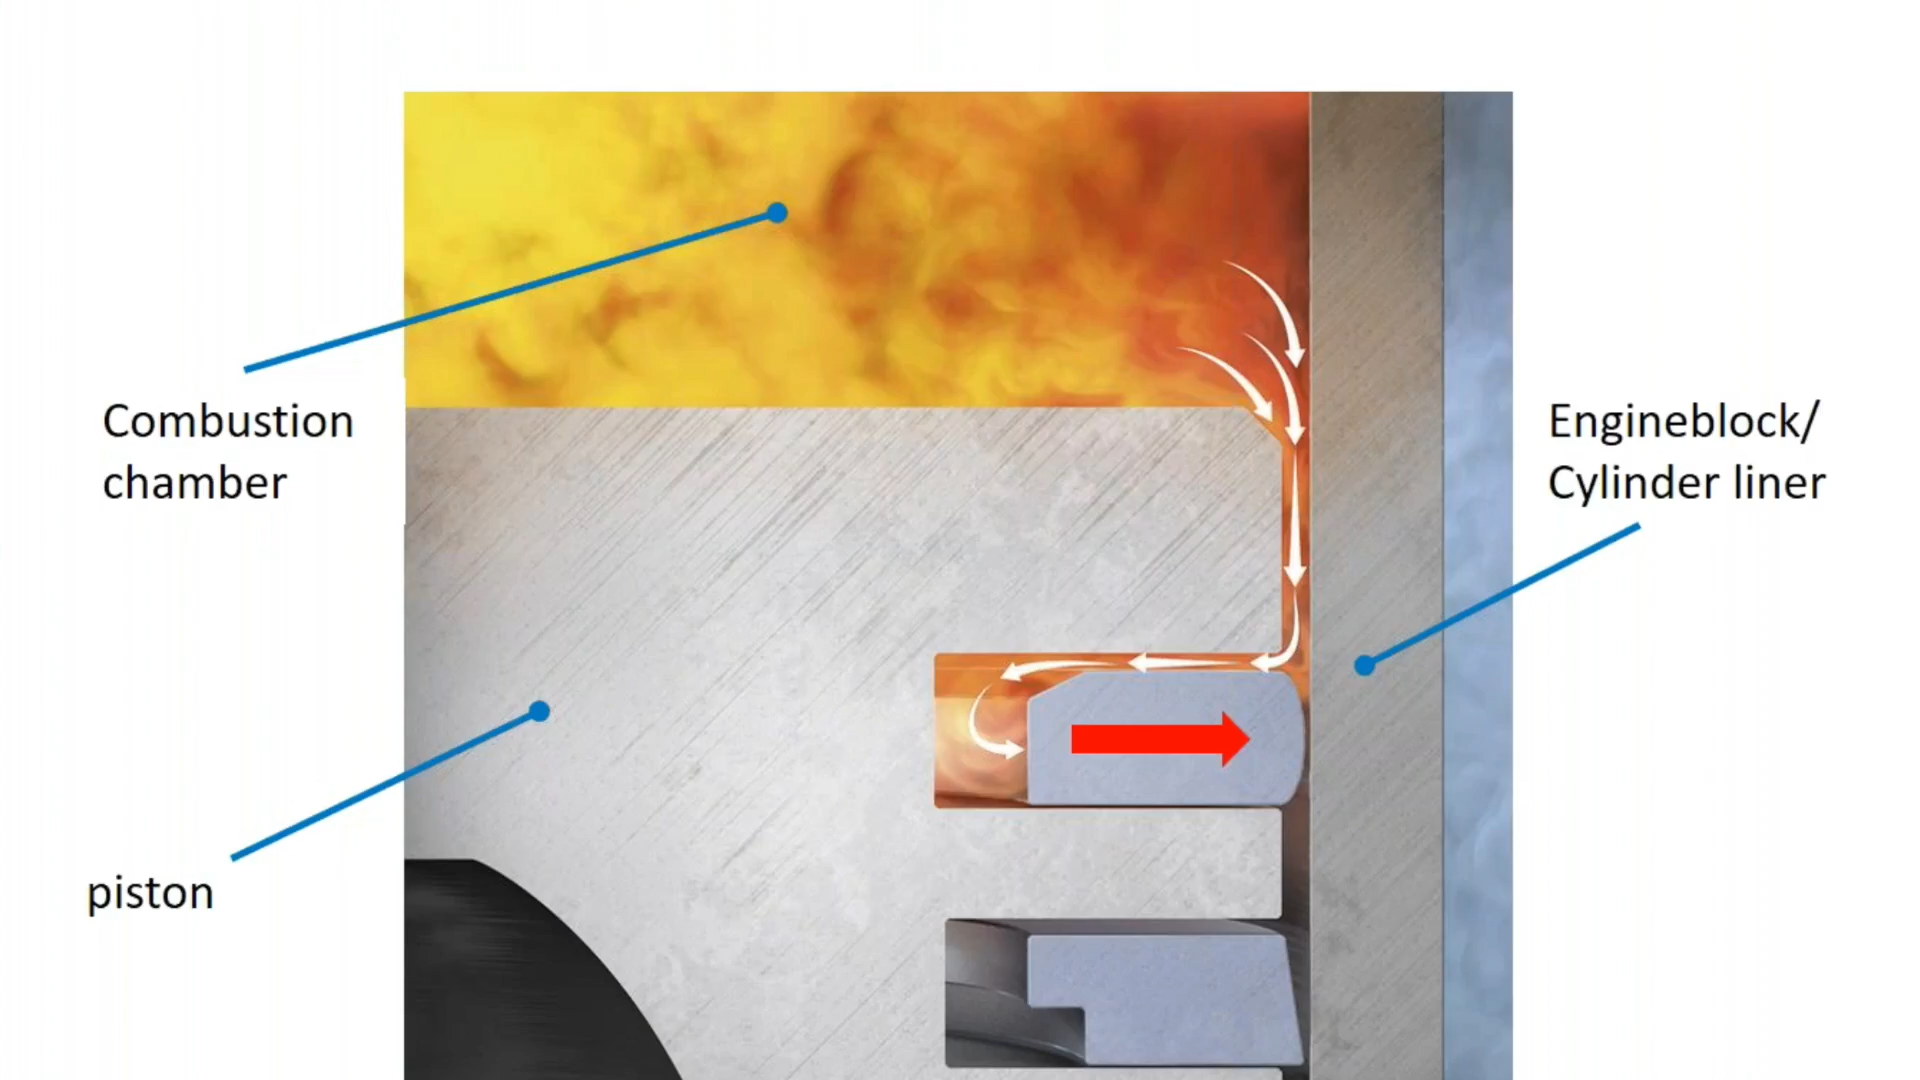 Combustion
chamber
Engineblock/
Cylinder liner
piston